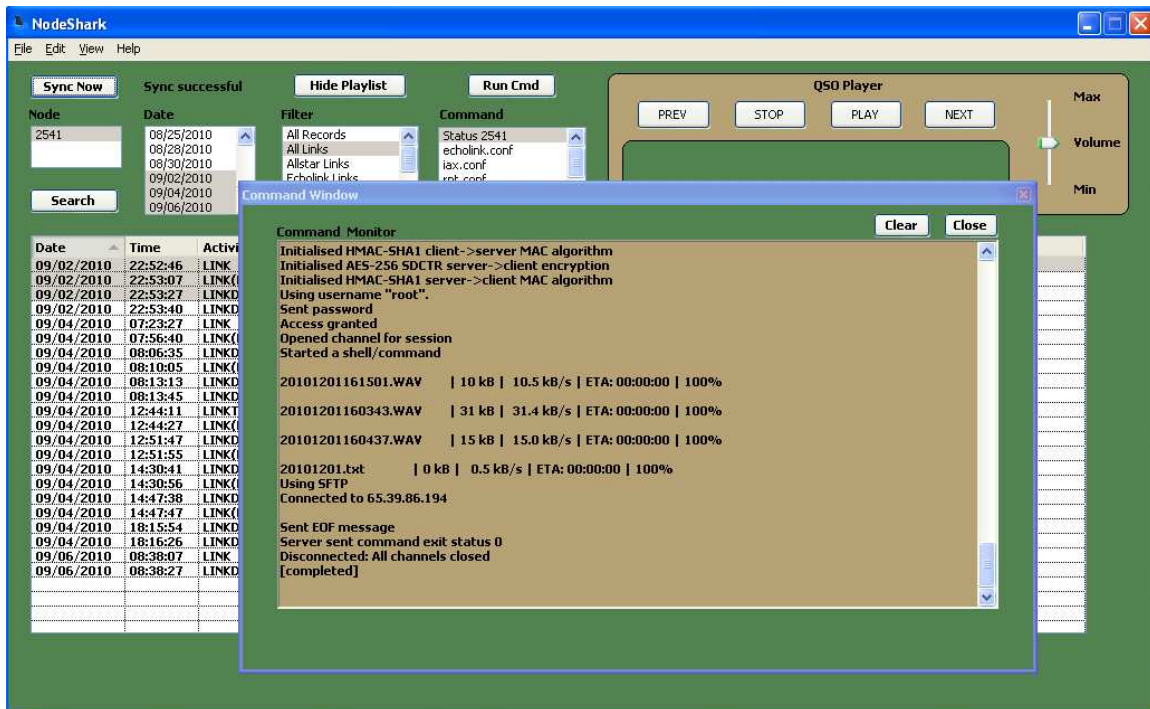 NodeShark
File Edit View Help
Sync Now Sync successful Hide Playlist Run Cmd QSO Player
Node Date Filter Command PREV STOP PLAY NEXT Max
2541 08/25/2010 All Records Status 2541
08/28/2010 All Links echolink.conf Volume
08/30/2010 Allstar Links iax.conf
09/02/2010 Echolink Links rpt.conf
Search 09/04/2010 Min
09/06/2010
Command Window
Clear Close
Command Monitor
Initialised HMAC-SHA1 client->server MAC algorithm
Initialised AES-256 SDCTR server->client encryption
Initialised HMAC-SHA1 server->client MAC algorithm
Using username "root".
Sent password
Access granted
Opened channel for session
Started a shell/command
20101201161501.WAV | 10 kB | 10.5 kB/s | ETA: 00:00:00 | 100%
20101201160343.WAV | 31 kB | 31.4 kB/s | ETA: 00:00:00 | 100%
20101201160437.WAV | 15 kB | 15.0 kB/s | ETA: 00:00:00 | 100%
20101201.txt | 0 kB | 0.5 kB/s | ETA: 00:00:00 | 100%
Using SFTP
Connected to 65.39.86.194
Sent EOF message
Server sent command exit status 0
Disconnected: All channels closed
[completed]
Date Time Activi
09/02/2010 22:52:46 LINK
09/02/2010 22:53:07 LINK(
09/02/2010 22:53:27 LINKD
09/02/2010 22:53:40 LINKD
09/04/2010 07:23:27 LINK
09/04/2010 07:56:40 LINK(
09/04/2010 08:06:35 LINKD
09/04/2010 08:10:05 LINK(
09/04/2010 08:13:13 LINKD
09/04/2010 08:13:45 LINKD
09/04/2010 12:44:11 LINKT
09/04/2010 12:44:27 LINK(
09/04/2010 12:51:47 LINKD
09/04/2010 12:51:55 LINK(
09/04/2010 14:30:41 LINKD
09/04/2010 14:30:56 LINK(
09/04/2010 14:47:38 LINKD
09/04/2010 14:47:47 LINK(
09/04/2010 18:15:54 LINKD
09/04/2010 18:16:26 LINKD
09/06/2010 08:38:07 LINK
09/06/2010 08:38:27 LINKD